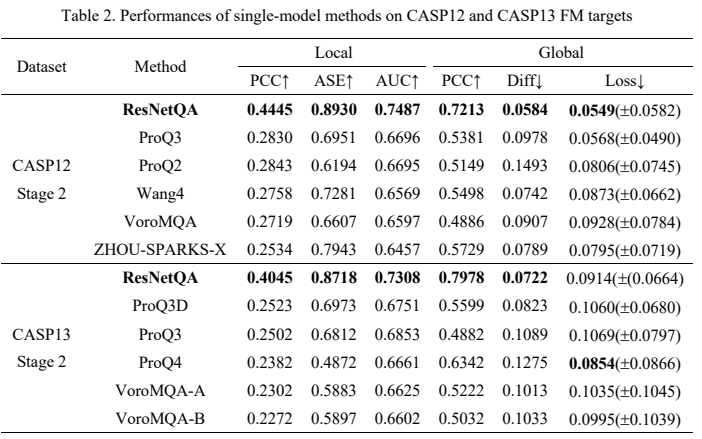 Table 2. Performances of single-model methods on CASP12 and CASP13 FM targets
Dataset Method Local Global
PCC↑ ASE↑ AUC↑ PCC↑ Diff↓ Loss↓
CASP12 Stage 2
ResNetQA 0.4445 0.8930 0.7487 0.7213 0.0584 0.0549(±0.0582)
ProQ3 0.2830 0.6951 0.6696 0.5381 0.0978 0.0568(±0.0490)
ProQ2 0.2843 0.6194 0.6695 0.5149 0.1493 0.0806(±0.0745)
Wang4 0.2758 0.7281 0.6569 0.5498 0.0742 0.0873(±0.0662)
VoroMQA 0.2719 0.6607 0.6597 0.4886 0.0907 0.0928(±0.0784)
ZHOU-SPARKS-X 0.2534 0.7943 0.6457 0.5729 0.0789 0.0795(±0.0719)
CASP13 Stage 2
ResNetQA 0.4045 0.8718 0.7308 0.7978 0.0722 0.0914(±(0.0664)
ProQ3D 0.2523 0.6973 0.6751 0.5599 0.0823 0.1060(±0.0680)
ProQ3 0.2502 0.6812 0.6853 0.4882 0.1089 0.1069(±0.0797)
ProQ4 0.2382 0.4872 0.6661 0.6342 0.1275 0.0854(±0.0866)
VoroMQA-A 0.2302 0.5883 0.6625 0.5222 0.1013 0.1035(±0.1045)
VoroMQA-B 0.2272 0.5897 0.6602 0.5032 0.1033 0.0995(±0.1039)